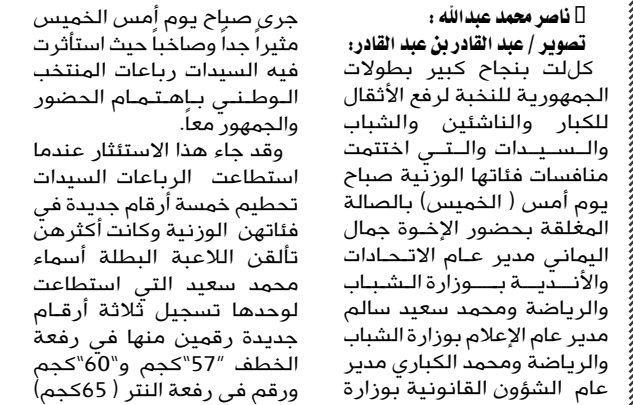 ناصر محمد عبدالله :
تصوير / عبد القادر بن عبد القادر:
كللت بنجاح كبير بطولات
الجمهورية للنخبة لرفع الأثقال
للكبار والناشئين والشباب
والسيدات والتي اختتمت
منافسات فئاتها الوزنية صباح
يوم أمس ( الخميس) بالصالة
المغلقة بحضور الإخوة جمال
اليماني مدير عام الاتحادات
والأندية بوزارة الشباب
والرياضة ومحمد سعيد سالم
مدير عام الإعلام بوزارة الشباب
والرياضة ومحمد الكباري مدير
عام الشؤون القانونية بوزارة
جرى صباح يوم أمس الخميس
مثيراً جداً وصاخباً حيث استأثرت
فيه السيدات رباعات المنتخب
الوطني باهتمام الحضور
والجمهور معاً.
وقد جاء هذا الاستئثار عندما
استطاعت الرباعات السيدات
تحطيم خمسة أرقام جديدة في
فئاتهن الوزنية وكانت أكثرهن
تألقن اللاعبة البطلة أسماء
محمد سعيد التي استطاعت
لوحدها تسجيل ثلاثة أرقام
جديدة رقمين منها في رفعة
الخطف "57"كجم و"60"كجم
ورقم في رفعة النتر ( 65كجم)